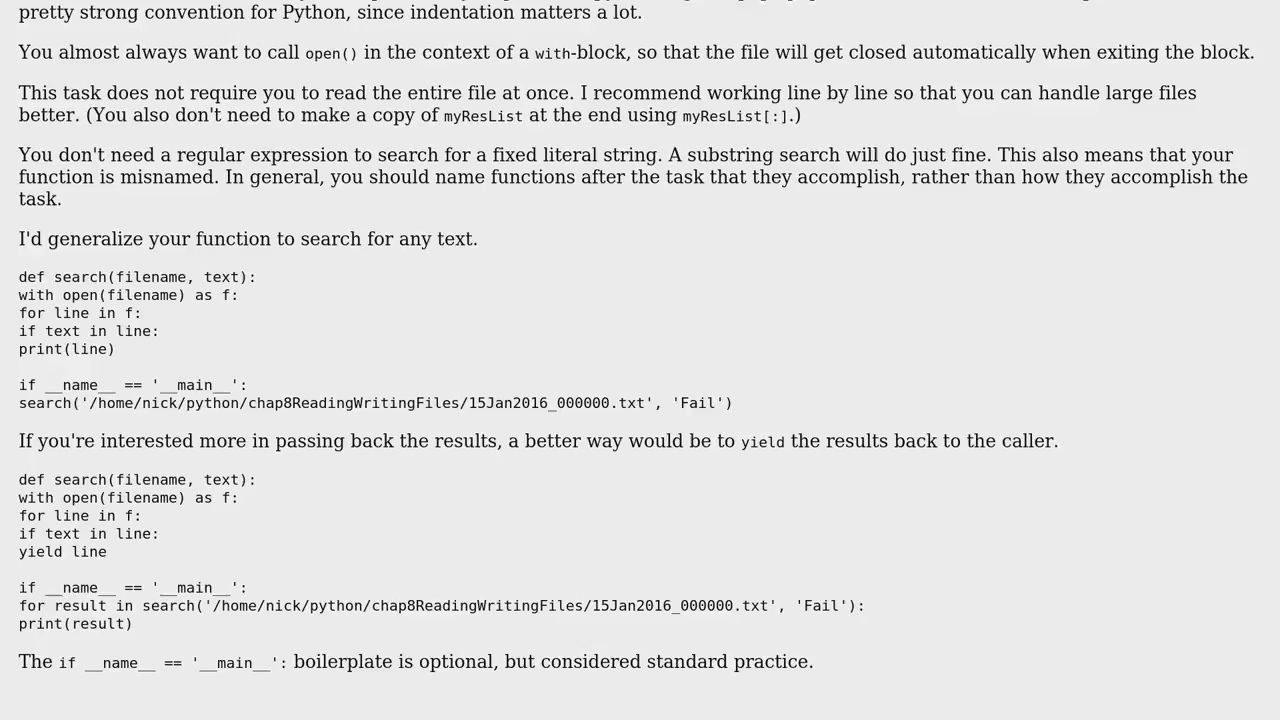 pretty strong convention for Python, since indentation matters a lot.
You almost always want to call open() in the context of a with-block, so that the file will get closed automatically when exiting the block.
This task does not require you to read the entire file at once. I recommend working line by line so that you can handle large files
better. (You also don't need to make a copy of myResList at the end using myResList[:].)
You don't need a regular expression to search for a fixed literal string. A substring search will do just fine. This also means that your
function is misnamed. In general, you should name functions after the task that they accomplish, rather than how they accomplish the
task.
I'd generalize your function to search for any text.
def search(filename, text):
with open(filename) as f:
for line in f:
if text in line:
print(line)
if __name__ == '__main__':
search('/home/nick/python/chap8ReadingWritingFiles/15Jan2016_000000.txt', 'Fail')
If you're interested more in passing back the results, a better way would be to yield the results back to the caller.
def search(filename, text):
with open(filename) as f:
for line in f:
if text in line:
yield line
if __name__ == '__main__':
for result in search('/home/nick/python/chap8ReadingWritingFiles/15Jan2016_000000.txt', 'Fail'):
print(result)
The if __name__ == '__main__': boilerplate is optional, but considered standard practice.